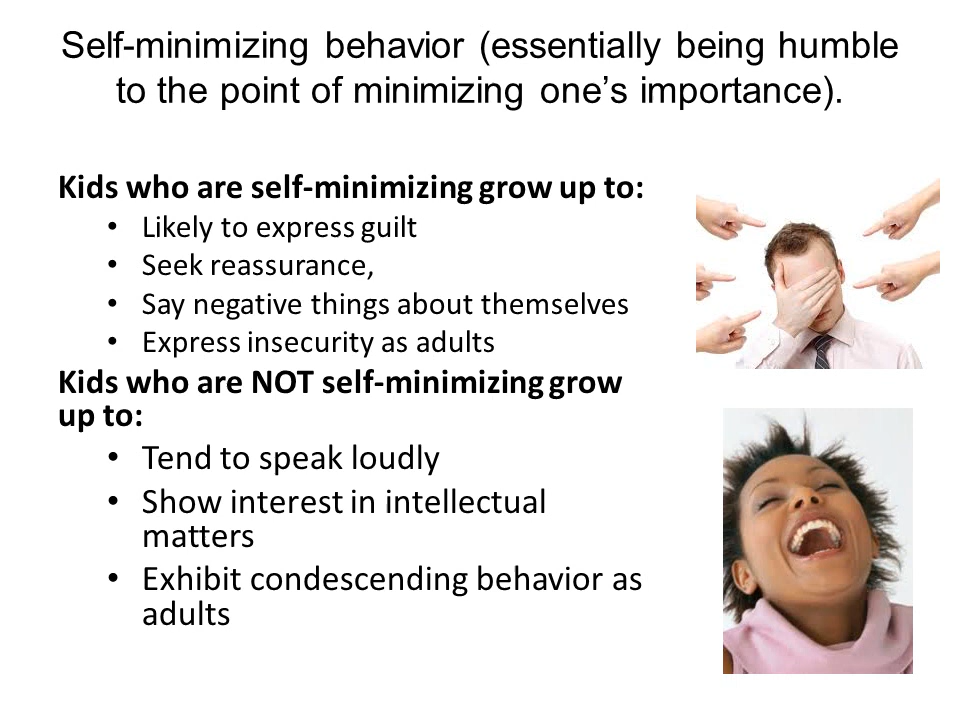 Self-minimizing behavior (essentially being humble
to the point of minimizing one’s importance).
Kids who are self-minimizing grow up to:
• Likely to express guilt
• Seek reassurance,
• Say negative things about themselves
• Express insecurity as adults
Kids who are NOT self-minimizing grow
up to:
• Tend to speak loudly
• Show interest in intellectual
matters
• Exhibit condescending behavior as
adults